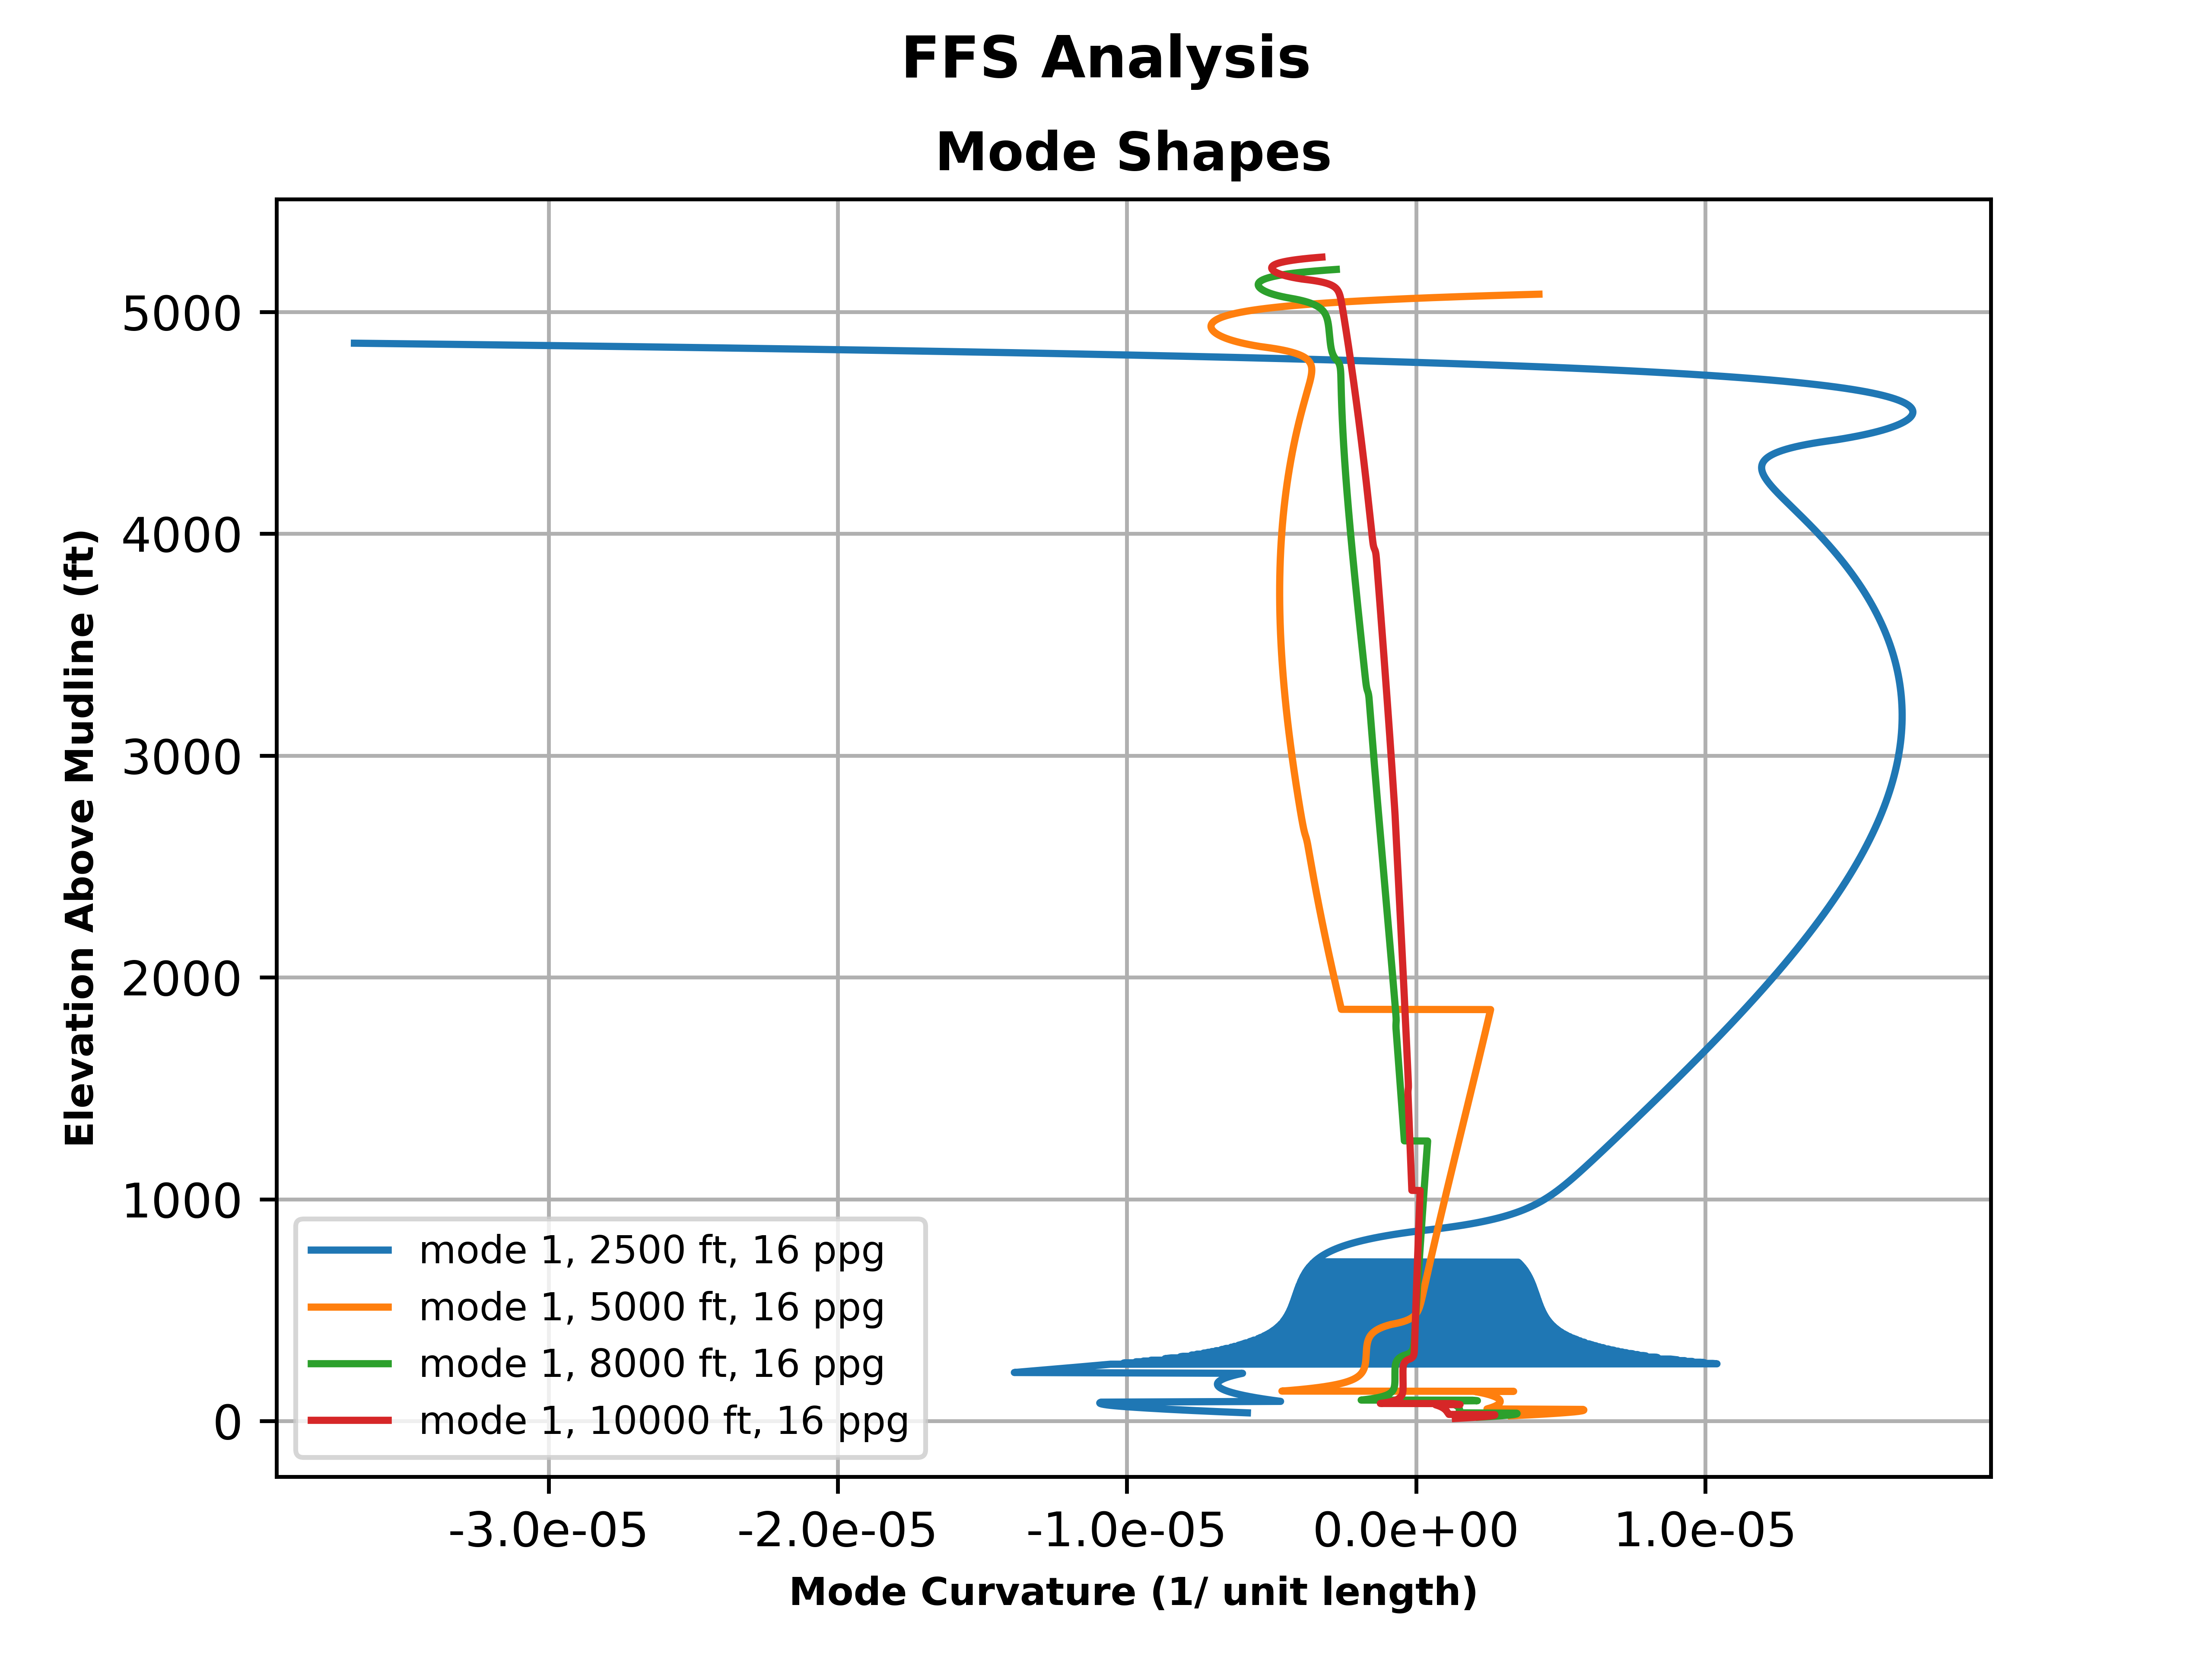 FFS Analysis
Mode Shapes
Elevation Above Mudline (ft)
5000
4000
3000
2000
1000
0
mode 1, 2500 ft, 16 ppg
mode 1, 5000 ft, 16 ppg
mode 1, 8000 ft, 16 ppg
mode 1, 10000 ft, 16 ppg
-3.0e-05 -2.0e-05 -1.0e-05 0.0e+00 1.0e-05
Mode Curvature (1/ unit length)